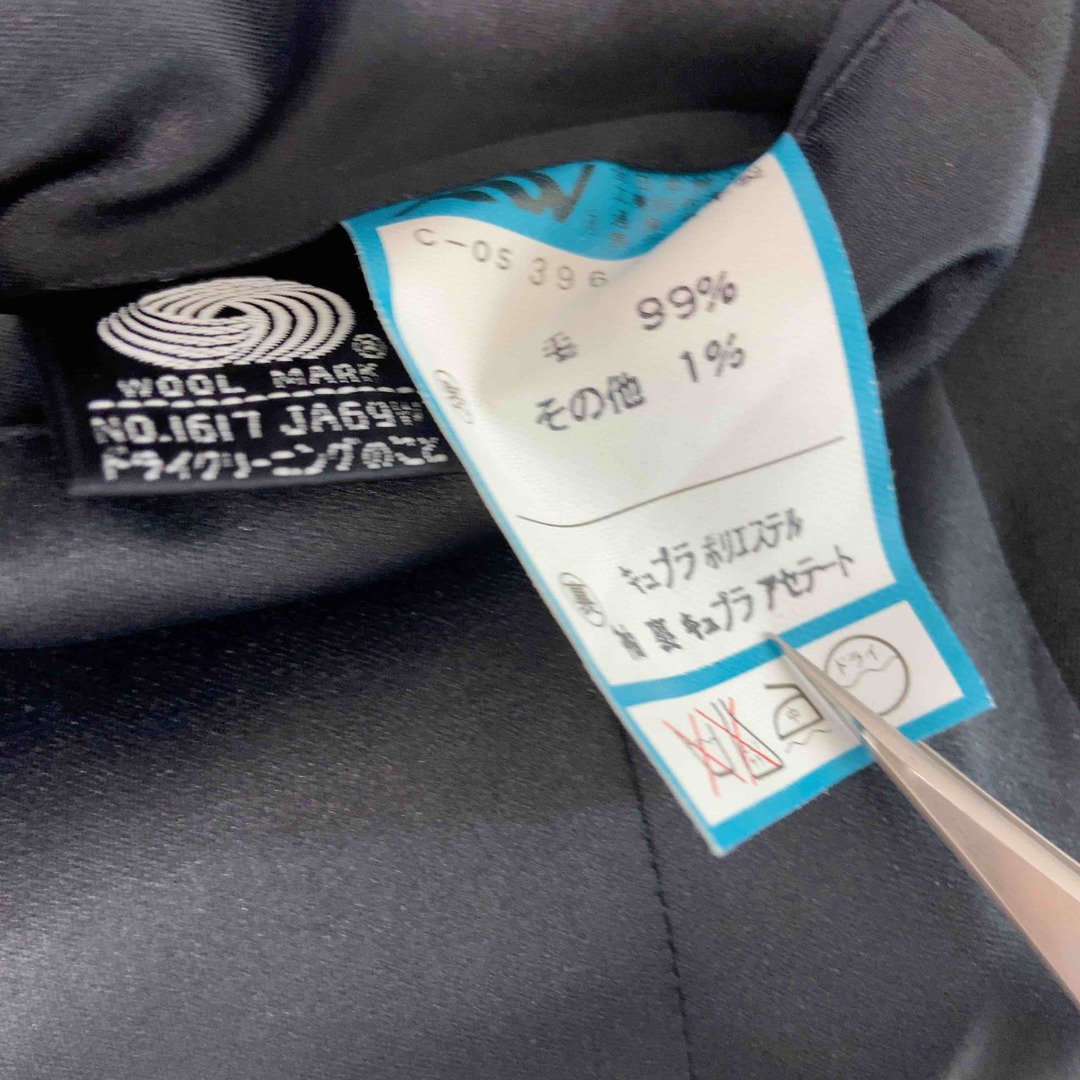 WOOL MARK
NO.1617 JA69
ドライクリーニングのこと
C-OS 396
毛 99%
その他 1%
キュプラ ポリエステル
袖裏 キュプラ アセテート
中
ドライ